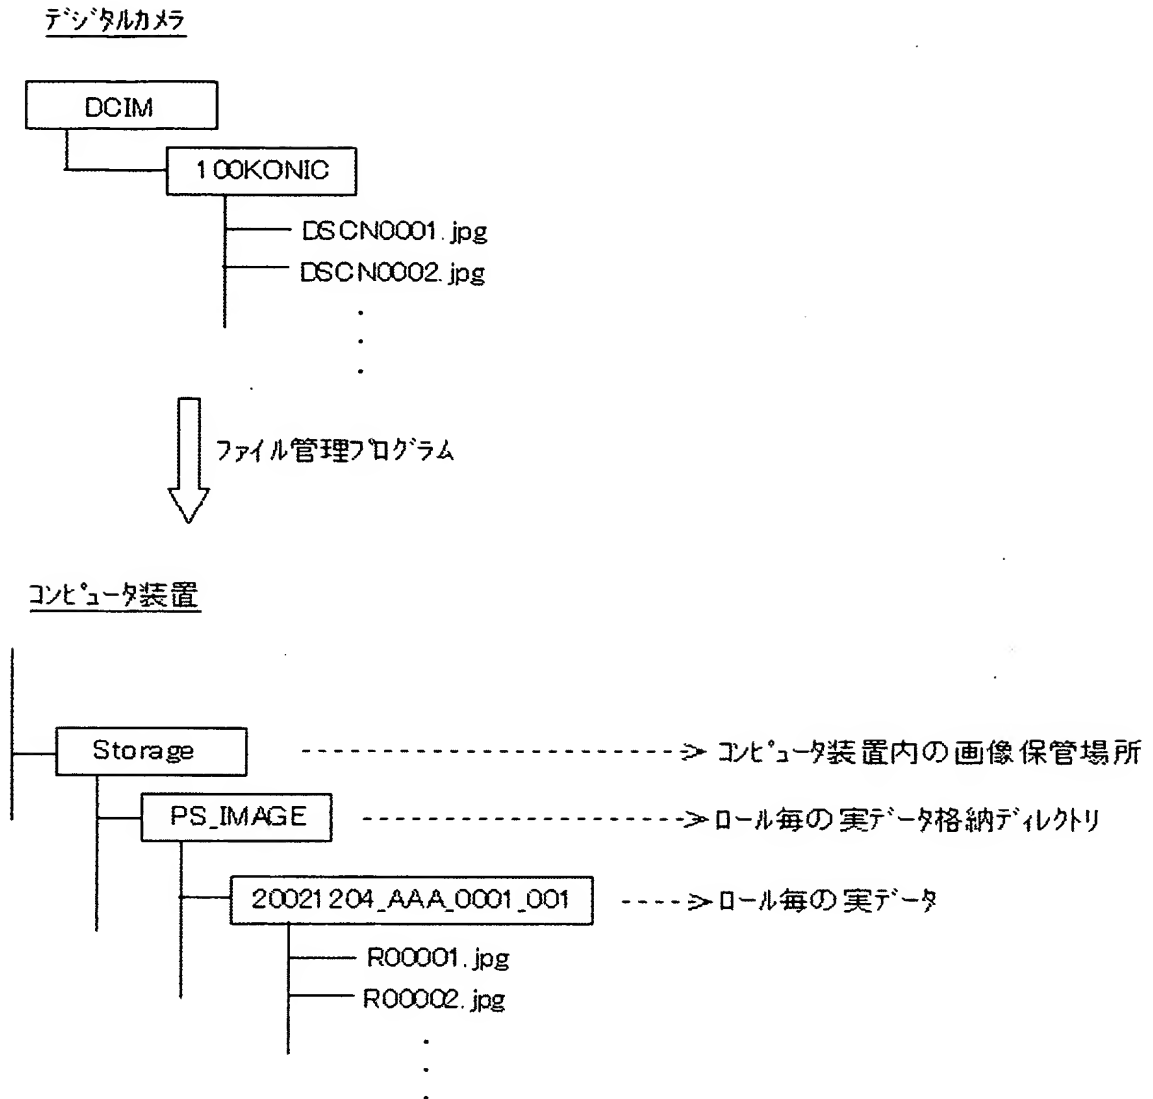 デジタルカメラ
DCIM
100KONIC
DSCN0001.jpg
DSCN0002.jpg
ファイル管理プログラム
コンピュータ装置
Storage
コンピュータ装置内の画像保管場所
PS_IMAGE
ロール毎の実データ格納ディレクトリ
20021204_AAA_0001_001
ロール毎の実データ
R00001.jpg
R00002.jpg